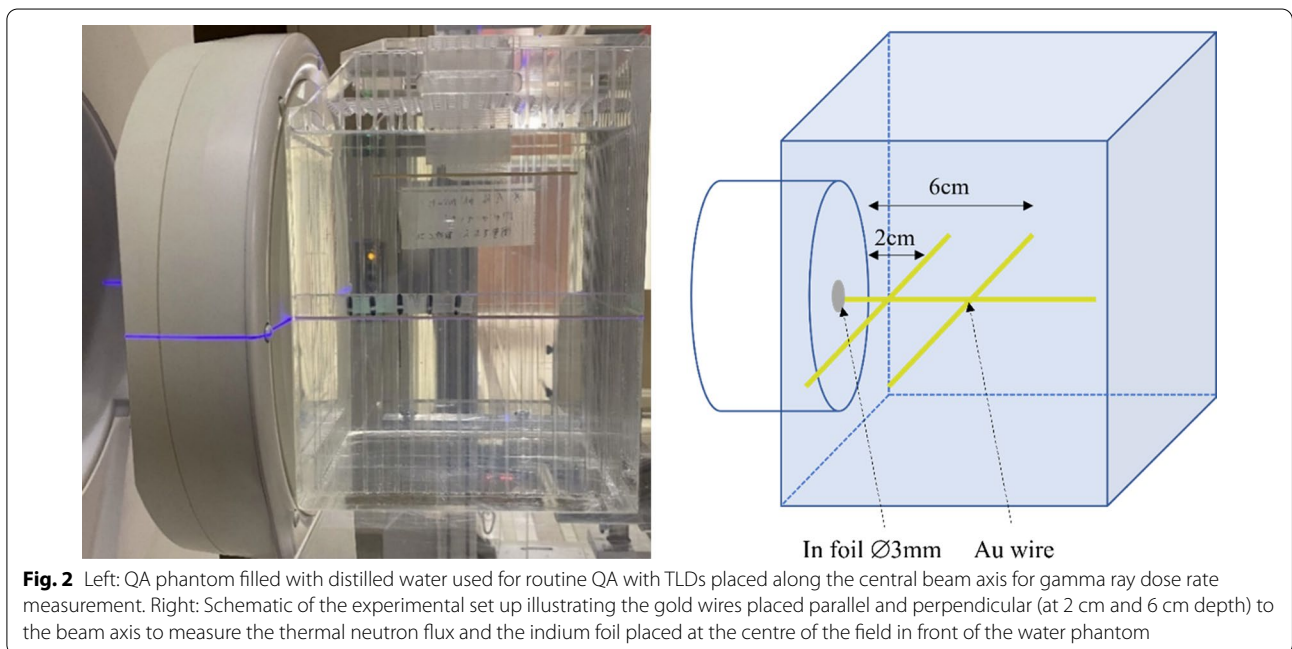 6cm
2cm
In foil Ø3mm Au wire
Fig. 2 Left: QA phantom filled with distilled water used for routine QA with TLDs placed along the central beam axis for gamma ray dose rate
measurement. Right: Schematic of the experimental set up illustrating the gold wires placed parallel and perpendicular (at 2 cm and 6 cm depth) to
the beam axis to measure the thermal neutron flux and the indium foil placed at the centre of the field in front of the water phantom